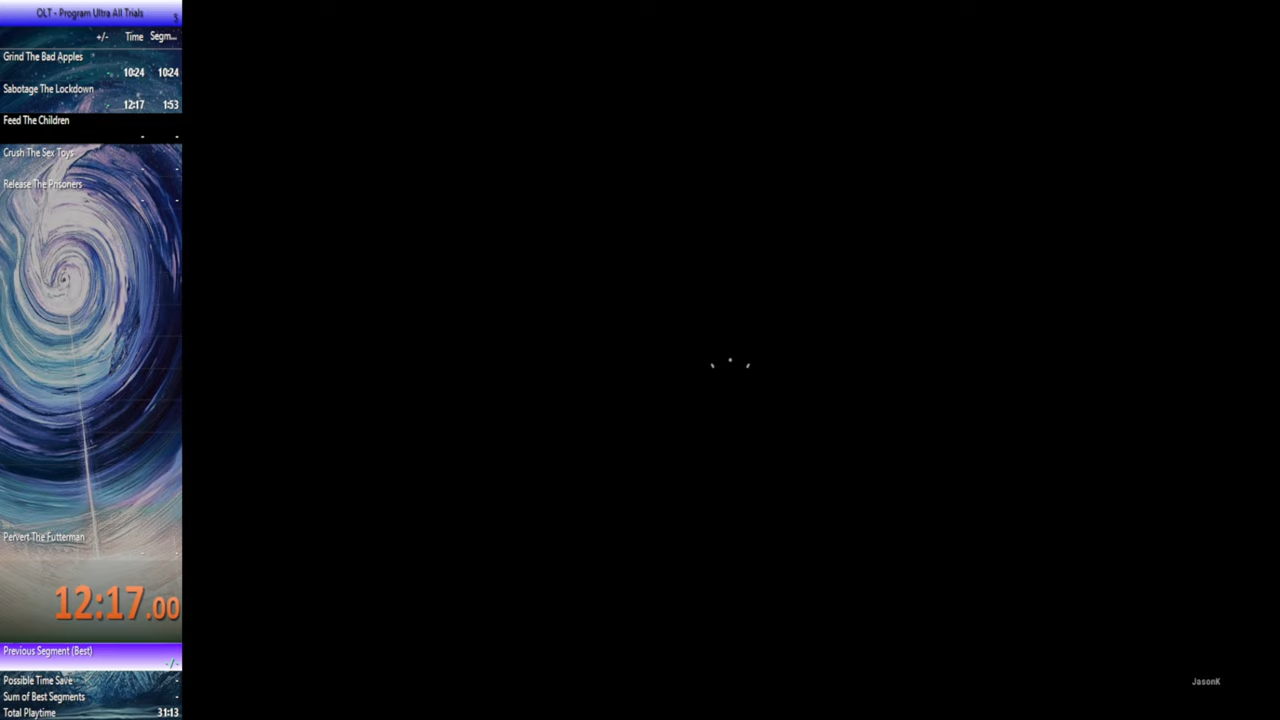 OLT - Program Ultra All Trials
5
+/- Time Segm...
Grind The Bad Apples
- 10:24 10:24
Sabotage The Lockdown
- 12:17 1:53
Feed The Children
- -
Crush The Sex Toys
- -
Release The Prisoners
- -
Pervert The Futterman
- -
12:17.00
Previous Segment (Best)
- / -
Possible Time Save -
Sum of Best Segments -
Total Playtime 31:13
JasonK